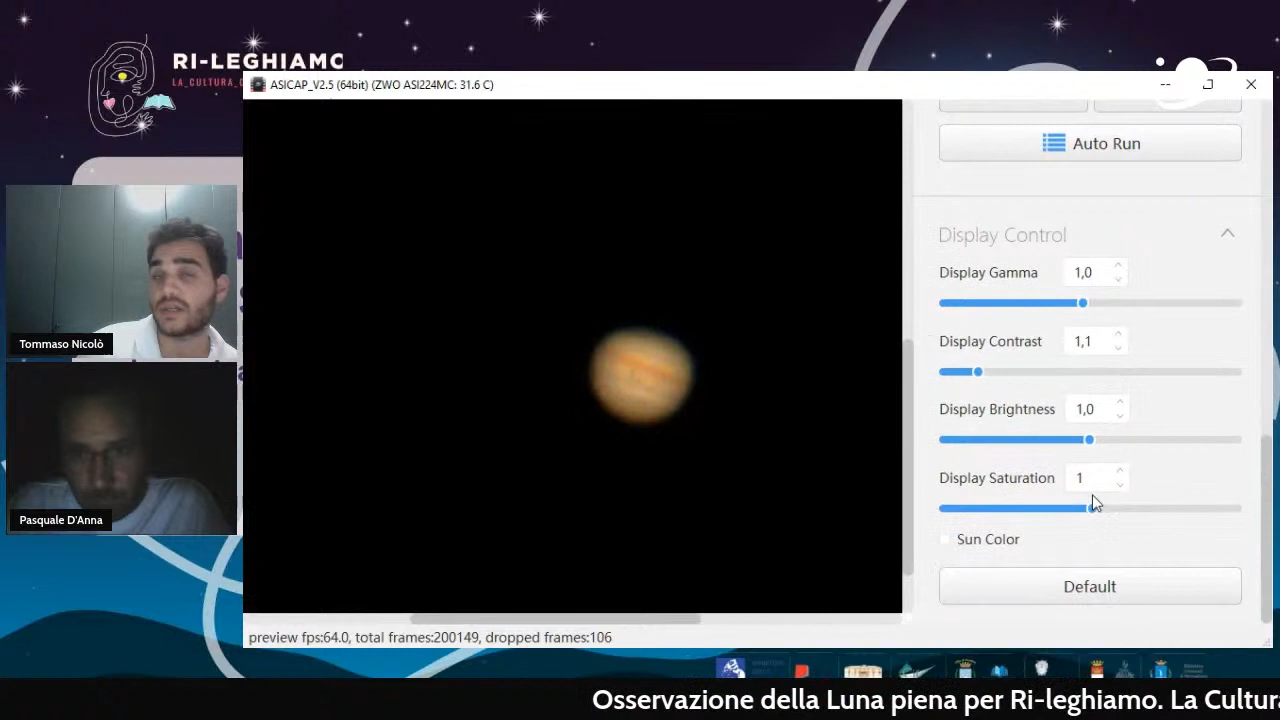 RI-LEGHIAMO
ASICAP_V2.5 (64bit) (ZWO ASI224MC: 31.6 C)
Auto Run
Display Control
Display Gamma 1,0
Display Contrast 1,1
Display Brightness 1,0
Display Saturation 1
Sun Color
Default
preview fps:64.0, total frames:200149, dropped frames:106
Tommaso Nicolò
Pasquale D'Anna
Osservazione della Luna piena per Ri-leghiamo. La Cultur